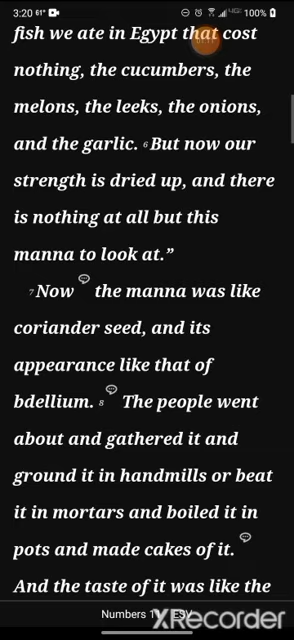 3:20 61° 100%
fish we ate in Egypt that cost
nothing, the cucumbers, the
melons, the leeks, the onions,
and the garlic. 6 But now our
strength is dried up, and there
is nothing at all but this
manna to look at.”
7 Now the manna was like
coriander seed, and its
appearance like that of
bdellium. 8 The people went
about and gathered it and
ground it in handmills or beat
it in mortars and boiled it in
pots and made cakes of it.
And the taste of it was like the
Numbers 11 ESV
XRecorder